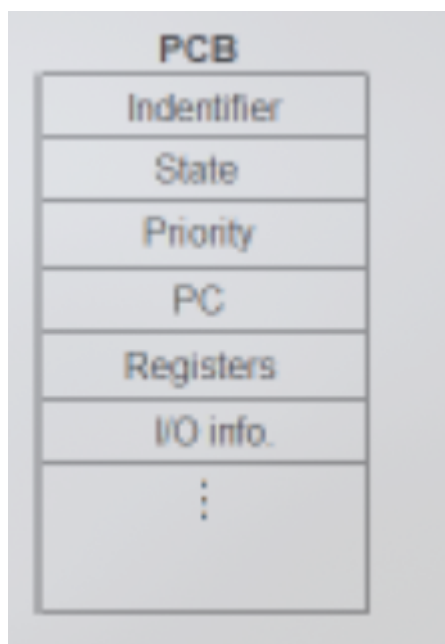 PCB
Indentifier
State
Priority
PC
Registers
I/O info.
⋮